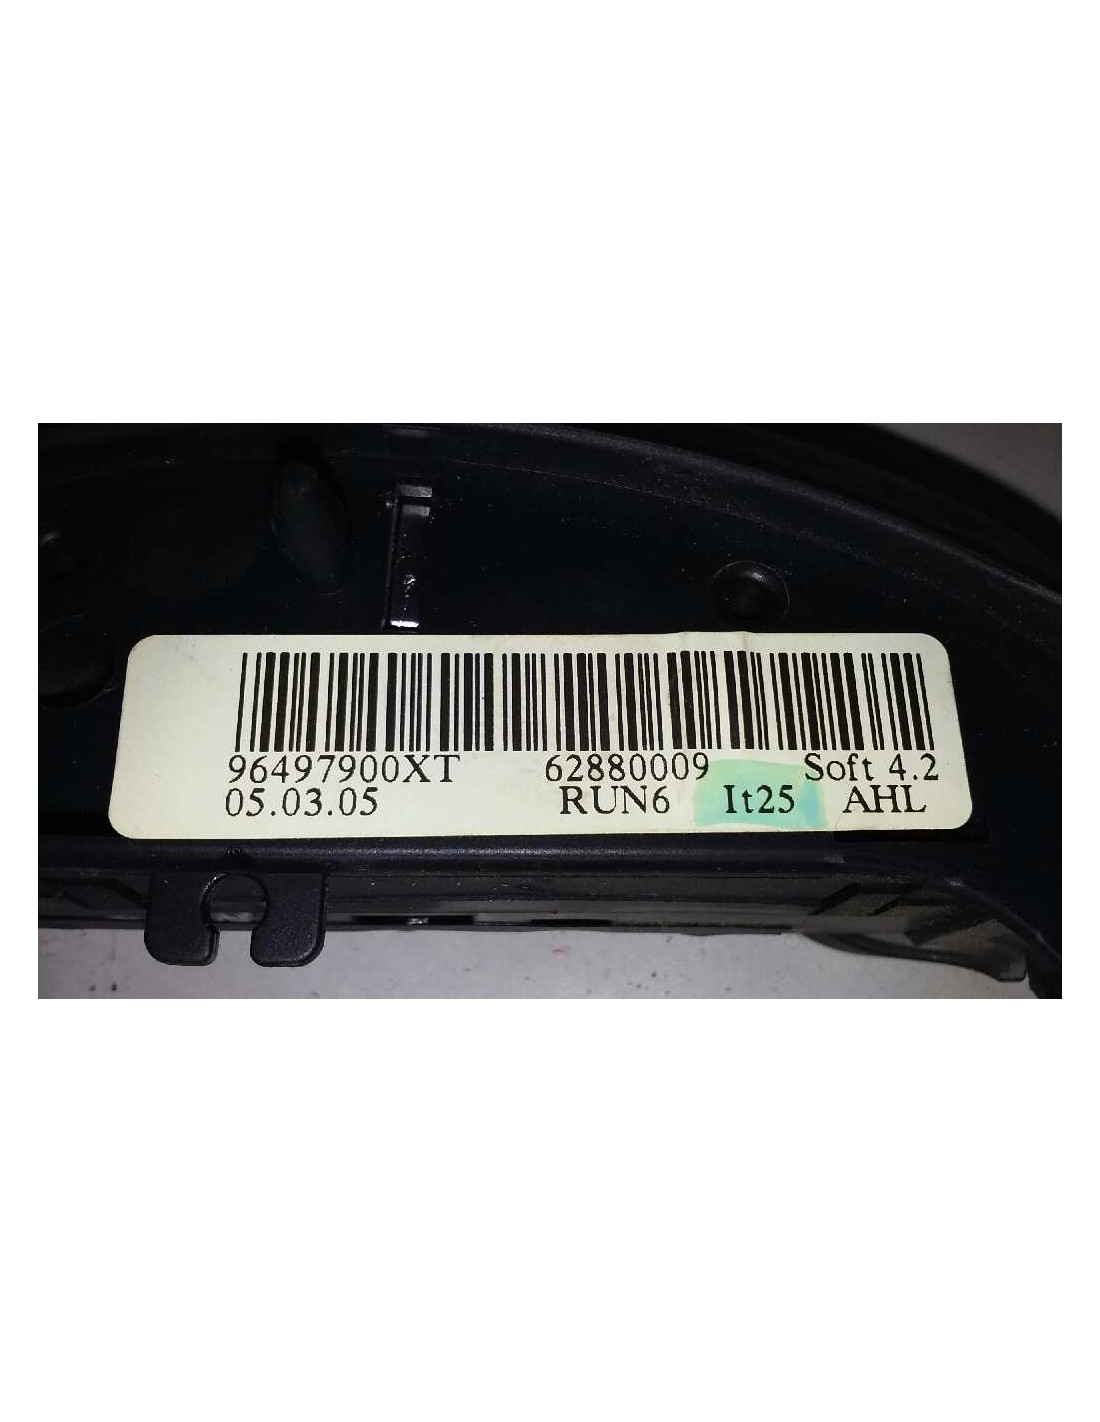 96497900XT 62880009 Soft 4.2
05.03.05 RUN6 It25 AHL